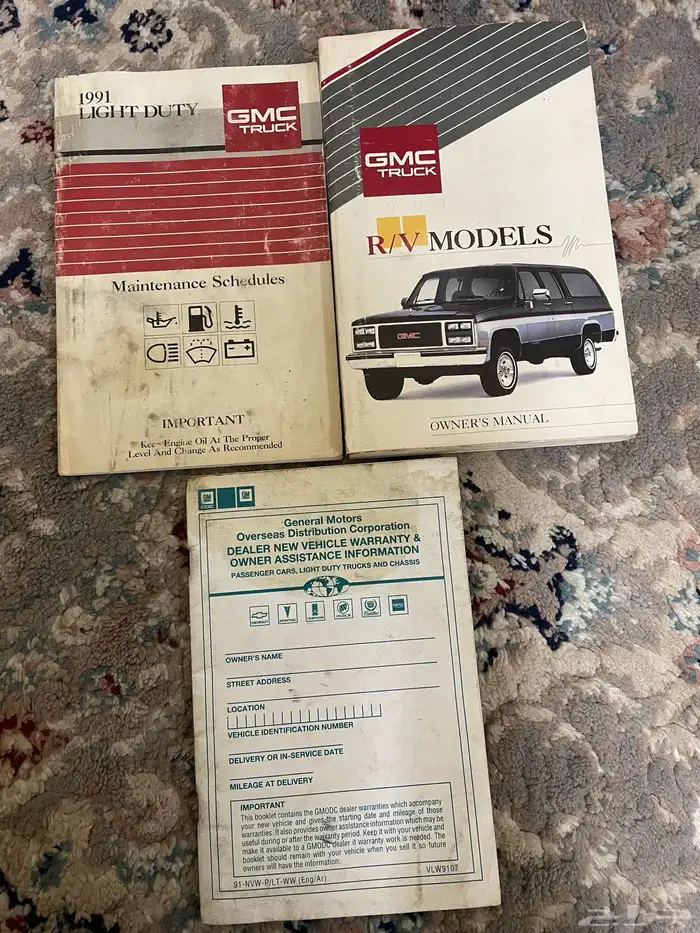 1991
LIGHT DUTY
GMC
TRUCK
Maintenance Schedules
IMPORTANT
Keep Engine Oil At The Proper
Level And Change As Recommended
GMC
TRUCK
R/V MODELS
GMC
OWNER'S MANUAL
GM
ODC
GM
General Motors
Overseas Distribution Corporation
DEALER NEW VEHICLE WARRANTY &
OWNER ASSISTANCE INFORMATION
PASSENGER CARS, LIGHT DUTY TRUCKS AND CHASSIS
CHEVROLET
PONTIAC
OWNER'S NAME
STREET ADDRESS
LOCATION
VEHICLE IDENTIFICATION NUMBER
DELIVERY OR IN-SERVICE DATE
MILEAGE AT DELIVERY
IMPORTANT
This booklet contains the GMODC dealer warranties which accompany
your new vehicle and gives the starting date and mileage of those
warranties. It also provides owner assistance information which may be
useful during or after the warranty period. Keep it with your vehicle and
make it available to a GMODC dealer if warranty work is needed. The
booklet should remain with your vehicle when you sell it so future
owners will have the information.
91-NVW-P/LT-WW (Eng/Ar)
VLW9107
حراج